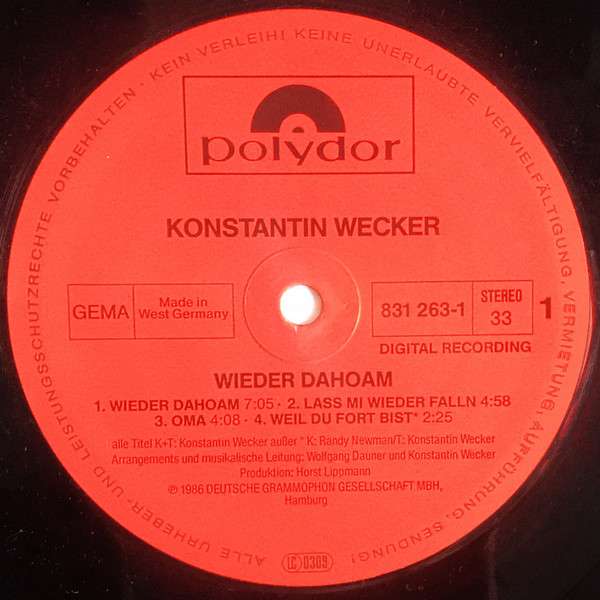 polydor
KONSTANTIN WECKER
GEMA
Made in
West Germany
831 263-1
STEREO
33
1
DIGITAL RECORDING
WIEDER DAHOAM
1. WIEDER DAHOAM 7:05 · 2. LASS MI WIEDER FALLN 4:58
3. OMA 4:08 · 4. WEIL DU FORT BIST* 2:25
alle Titel K+T: Konstantin Wecker außer * K: Randy Newman/T: Konstantin Wecker
Arrangements und musikalische Leitung: Wolfgang Dauner und Konstantin Wecker
Produktion: Horst Lippmann
℗ 1986 DEUTSCHE GRAMMOPHON GESELLSCHAFT MBH,
Hamburg
LC 0309
ALLE URHEBER- UND LEISTUNGSSCHUTZRECHTE VORBEHALTEN · KEIN VERLEIH! KEINE UNERLAUBTE VERVIELFÄLTIGUNG, VERMIETUNG, AUFFÜHRUNG, SENDUNG!